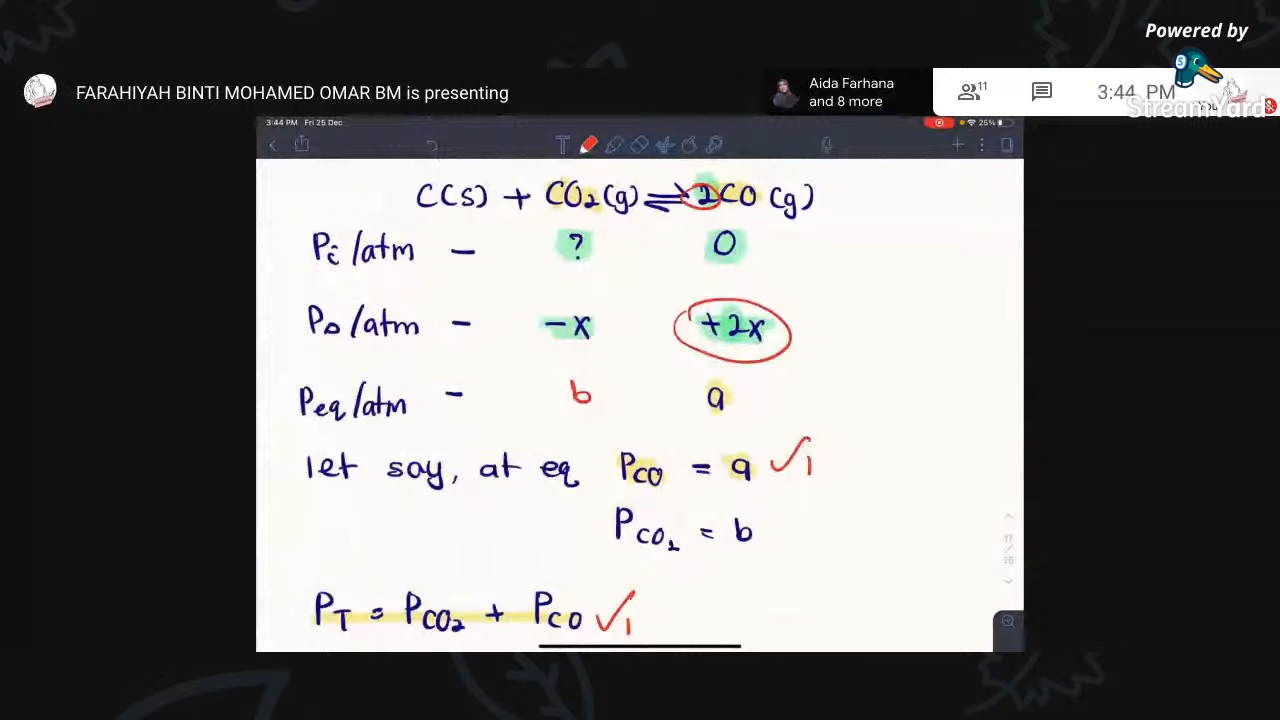 Powered by
S
StreamYard
FARAHIYAH BINTI MOHAMED OMAR BM is presenting
Aida Farhana
and 8 more
11
3:44 PM
You
3:44 PM Fri 25 Dec
25%
T
C(s) + CO₂(g) ⇌ 2CO (g)
Pi /atm - ? 0
PΔ /atm - -x +2x
Peq /atm - b a
let say, at eq PCO = a ✓1
PCO₂ = b
PT = PCO₂ + PCO ✓1